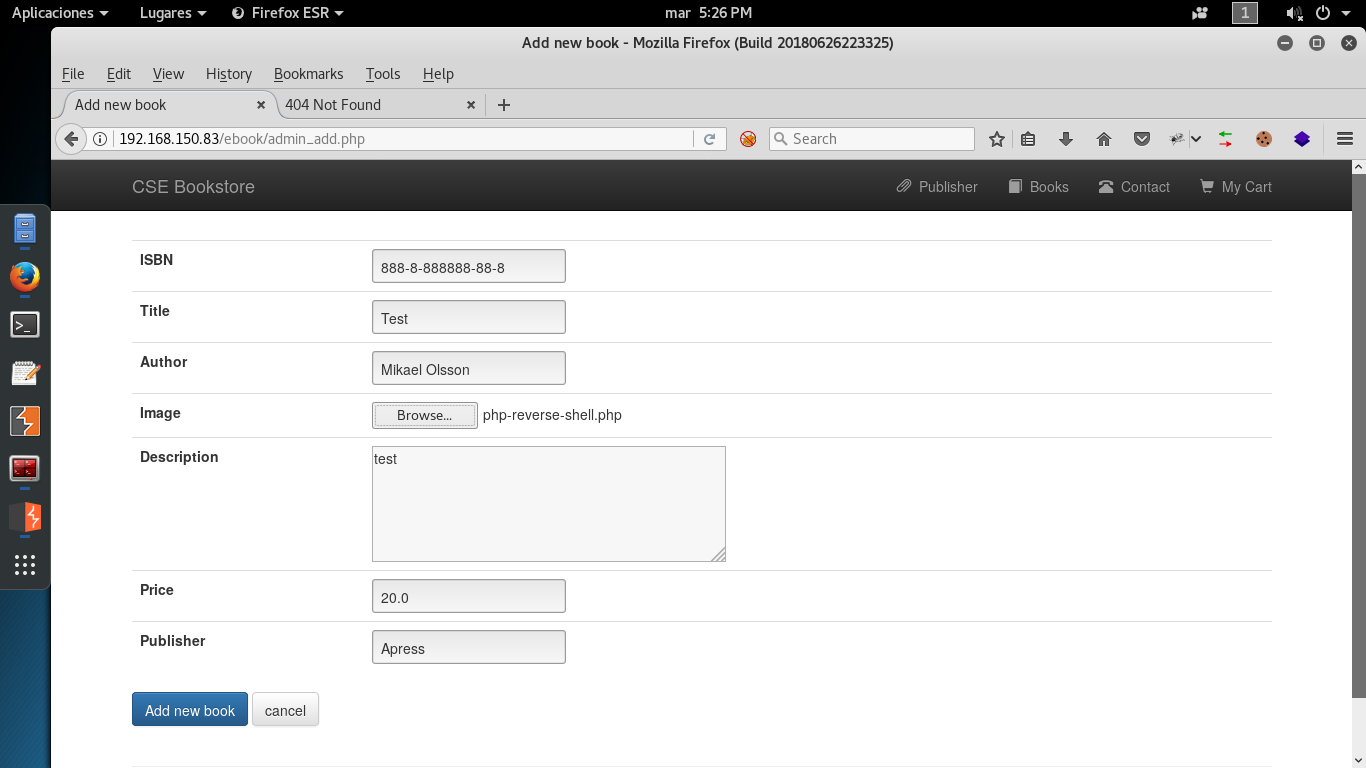 Aplicaciones Lugares Firefox ESR mar 5:26 PM 1
Add new book - Mozilla Firefox (Build 20180626223325)
File Edit View History Bookmarks Tools Help
Add new book 404 Not Found
192.168.150.83/ebook/admin_add.php Search
CSE Bookstore Publisher Books Contact My Cart
ISBN 888-8-888888-88-8
Title Test
Author Mikael Olsson
Image Browse... php-reverse-shell.php
Description test
Price 20.0
Publisher Apress
Add new book cancel